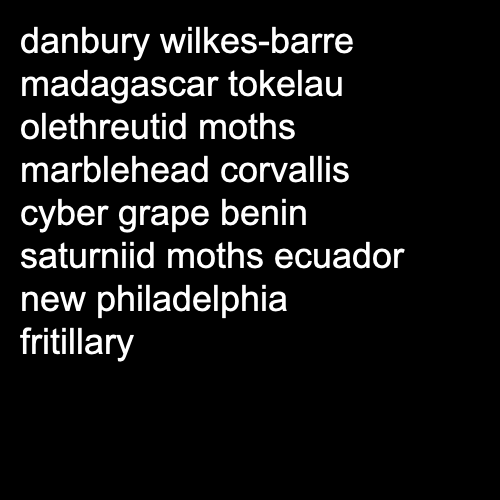 danbury wilkes-barre
madagascar tokelau
olethreutid moths
marblehead corvallis
cyber grape benin
saturniid moths ecuador
new philadelphia
fritillary